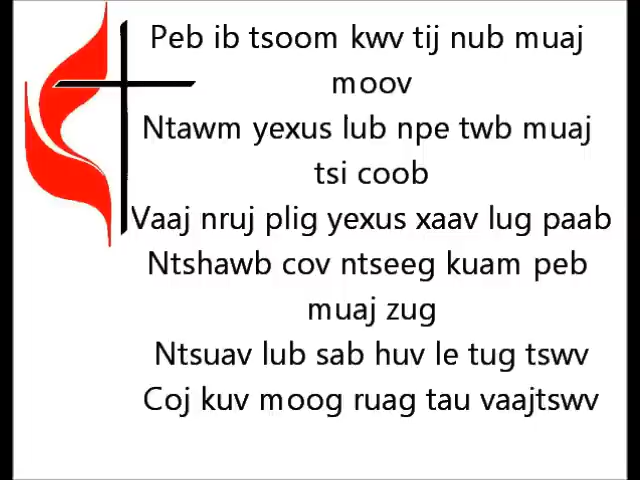 Peb ib tsoom kwv tij nub muaj
moov
Ntawm yexus lub npe twb muaj
tsi coob
Vaaj nruj plig yexus xaav lug paab
Ntshawb cov ntseeg kuam peb
muaj zug
Ntsuav lub sab huv le tug tswv
Coj kuv moog ruag tau vaajtswv